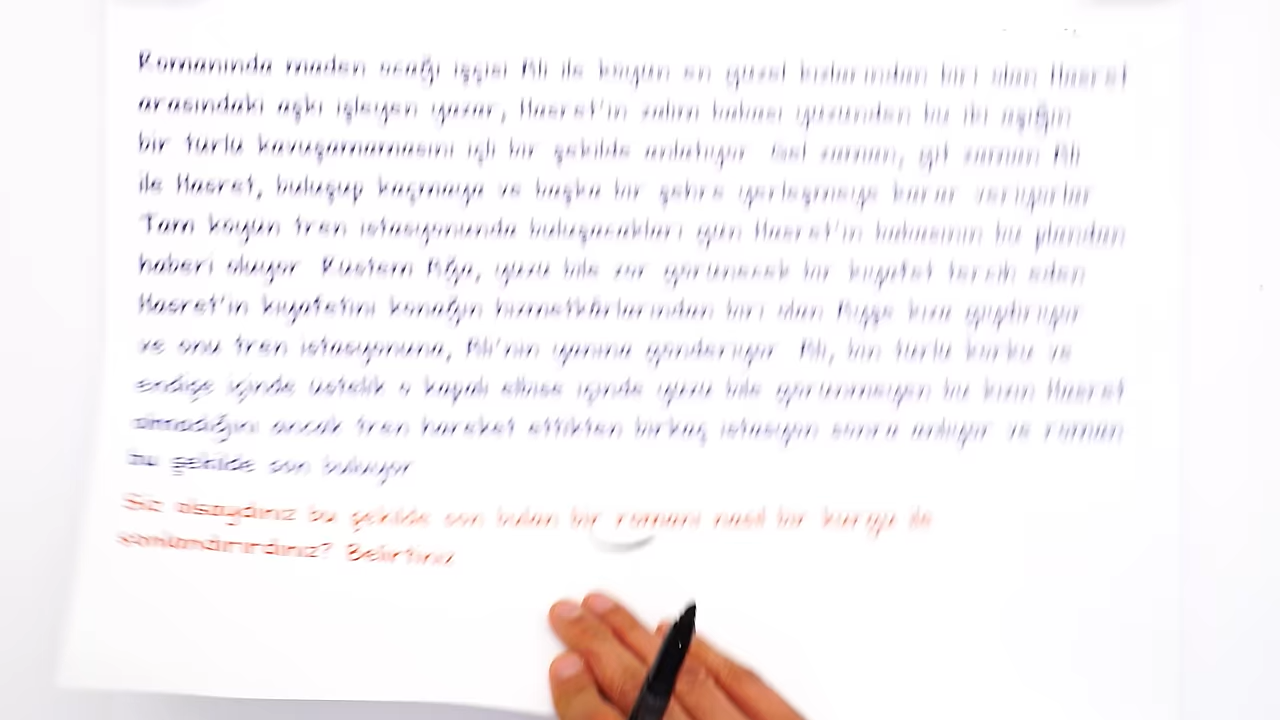 Romanında maden ocağı işçisi Ali ile köyün en güzel kızlarından biri olan Hasret
arasındaki aşkı işleyen yazar, Hasret'in zalim babası yüzünden bu iki aşığın
bir türlü kavuşamamasını içli bir şekilde anlatıyor. Gel zaman, git zaman Ali
ile Hasret, buluşup kaçmaya ve başka bir şehre yerleşmeye karar veriyorlar.
Tam köyün tren istasyonunda buluşacakları gün Hasret'in babasının bu plandan
haberi oluyor. Rüstem Ağa, yüzü bile zor görünecek bir kıyafet tercih eden
Hasret'in kıyafetini konağın hizmetkârlarından biri olan Ayşe kıza giydiriyor
ve onu tren istasyonuna, Ali'nin yanına gönderiyor. Ali, bin türlü korku ve
endişe içinde üstelik o kapalı elbise içinde yüzü bile görünmeyen bu kızın Hasret
olmadığını ancak tren hareket ettikten birkaç istasyon sonra anlıyor ve roman
bu şekilde son buluyor.
Siz olsaydınız bu şekilde son bulan bir romanı nasıl bir kurgu ile
sonlandırırdınız? Belirtiniz.